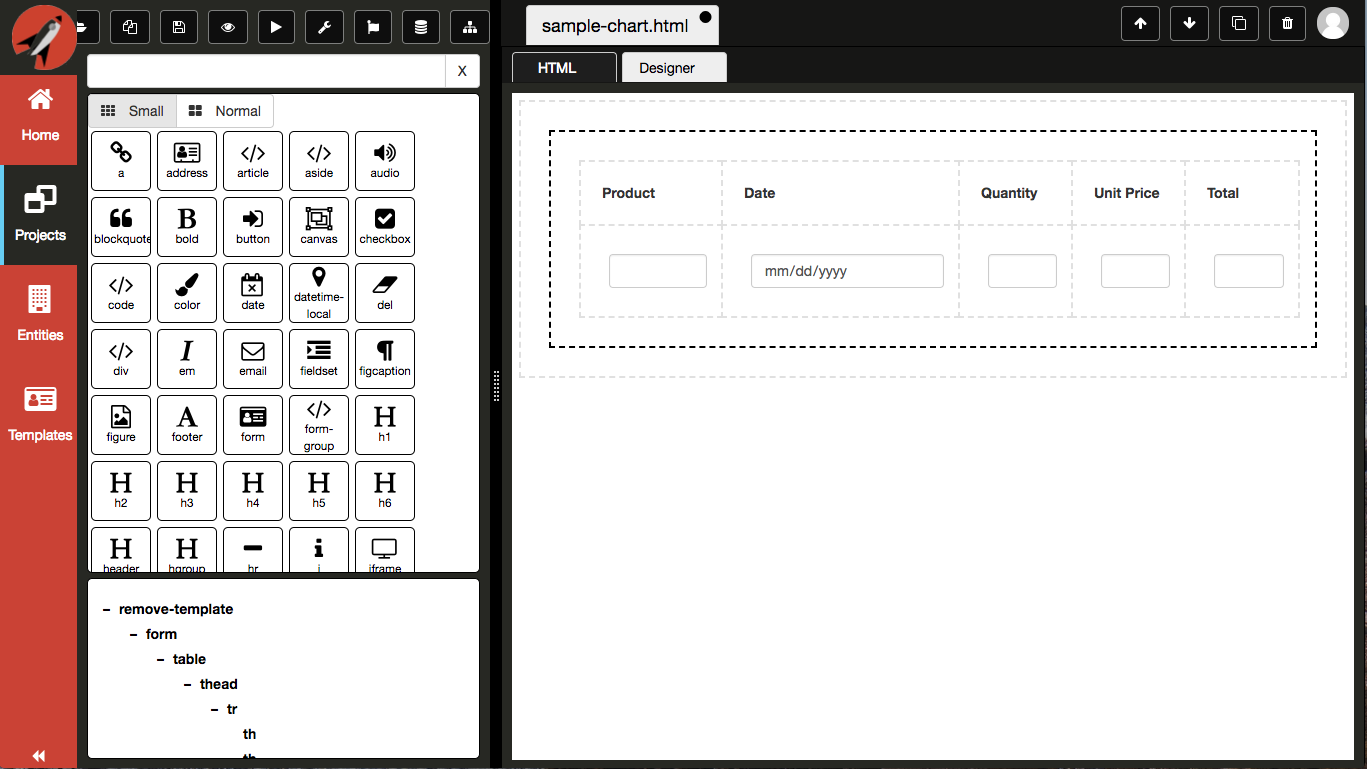 sample-chart.html
HTML Designer
X
Small Normal
Home
Projects
Entities
Templates
a address article aside audio
blockquote bold button canvas checkbox
code color date datetime-local del
div em email fieldset figcaption
figure footer form form-group h1
h2 h3 h4 h5 h6
header hgroup hr i iframe
– remove-template
– form
– table
– thead
– tr
th
th
Product Date Quantity Unit Price Total
mm/dd/yyyy